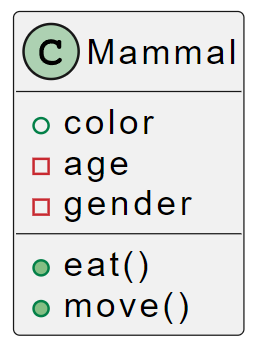 C Mammal
color
age
gender
eat()
move()